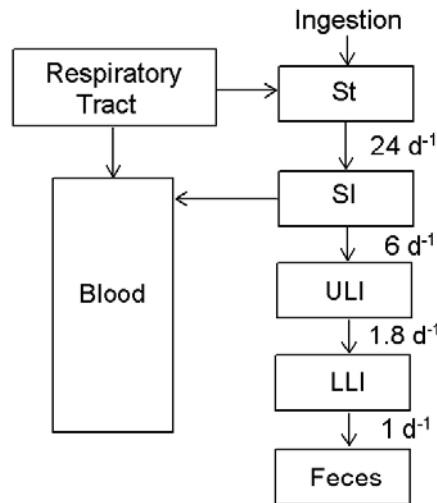 Ingestion
Respiratory
Tract
St
24 d⁻¹
SI
6 d⁻¹
Blood
ULI
1.8 d⁻¹
LLI
1 d⁻¹
Feces